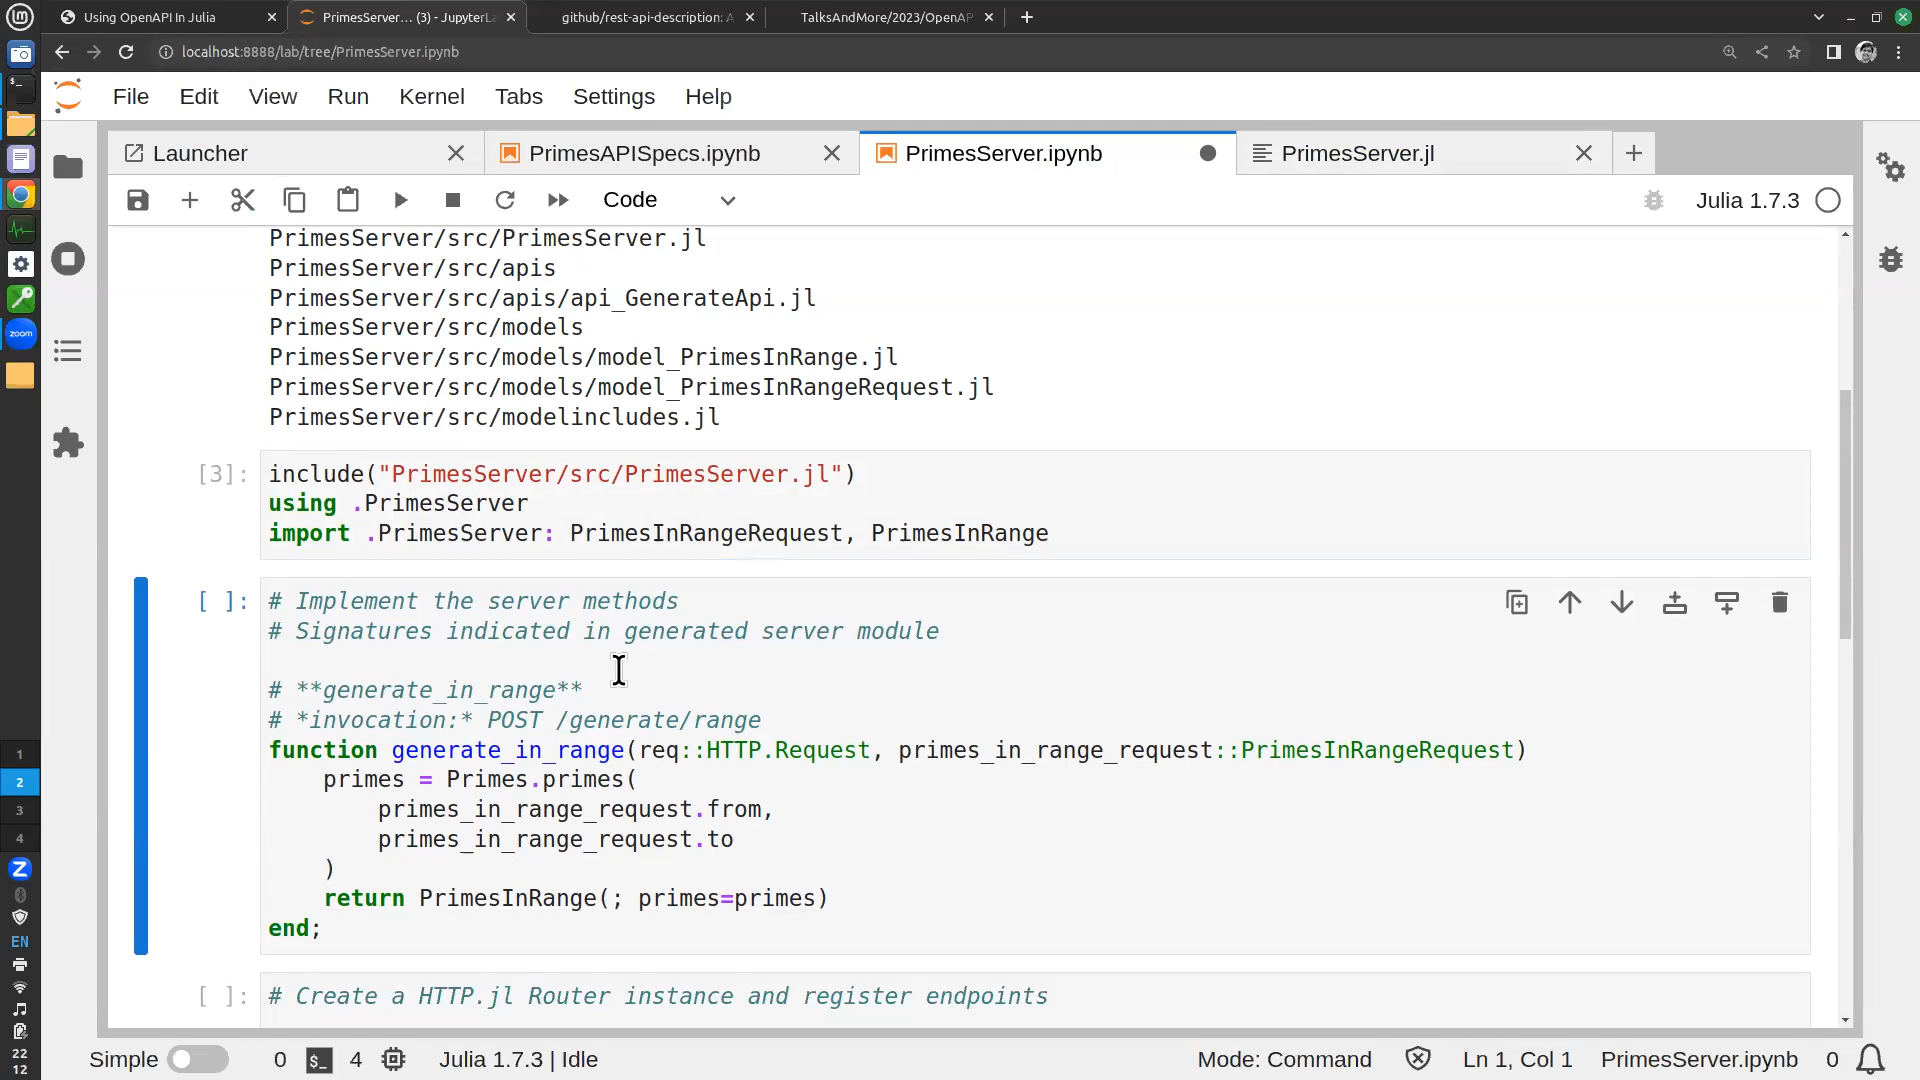 Using OpenAPI In Julia
PrimesServer... (3) - JupyterLa
github/rest-api-description: A
TalksAndMore/2023/OpenAP
localhost:8888/lab/tree/PrimesServer.ipynb
File Edit View Run Kernel Tabs Settings Help
Launcher
PrimesAPISpecs.ipynb
PrimesServer.ipynb
PrimesServer.jl
Code
Julia 1.7.3
PrimesServer/src/PrimesServer.jl
PrimesServer/src/apis
PrimesServer/src/apis/api_GenerateApi.jl
PrimesServer/src/models
PrimesServer/src/models/model_PrimesInRange.jl
PrimesServer/src/models/model_PrimesInRangeRequest.jl
PrimesServer/src/modelincludes.jl
[3]:
include("PrimesServer/src/PrimesServer.jl")
using .PrimesServer
import .PrimesServer: PrimesInRangeRequest, PrimesInRange
[ ]:
# Implement the server methods
# Signatures indicated in generated server module
# **generate_in_range**
# *invocation:* POST /generate/range
function generate_in_range(req::HTTP.Request, primes_in_range_request::PrimesInRangeRequest)
    primes = Primes.primes(
        primes_in_range_request.from,
        primes_in_range_request.to
    )
    return PrimesInRange(; primes=primes)
end;
[ ]:
# Create a HTTP.jl Router instance and register endpoints
zoom
1
2
3
4
Z
EN
22
12
Simple
0
$_
4
Julia 1.7.3 | Idle
Mode: Command
Ln 1, Col 1
PrimesServer.ipynb
0